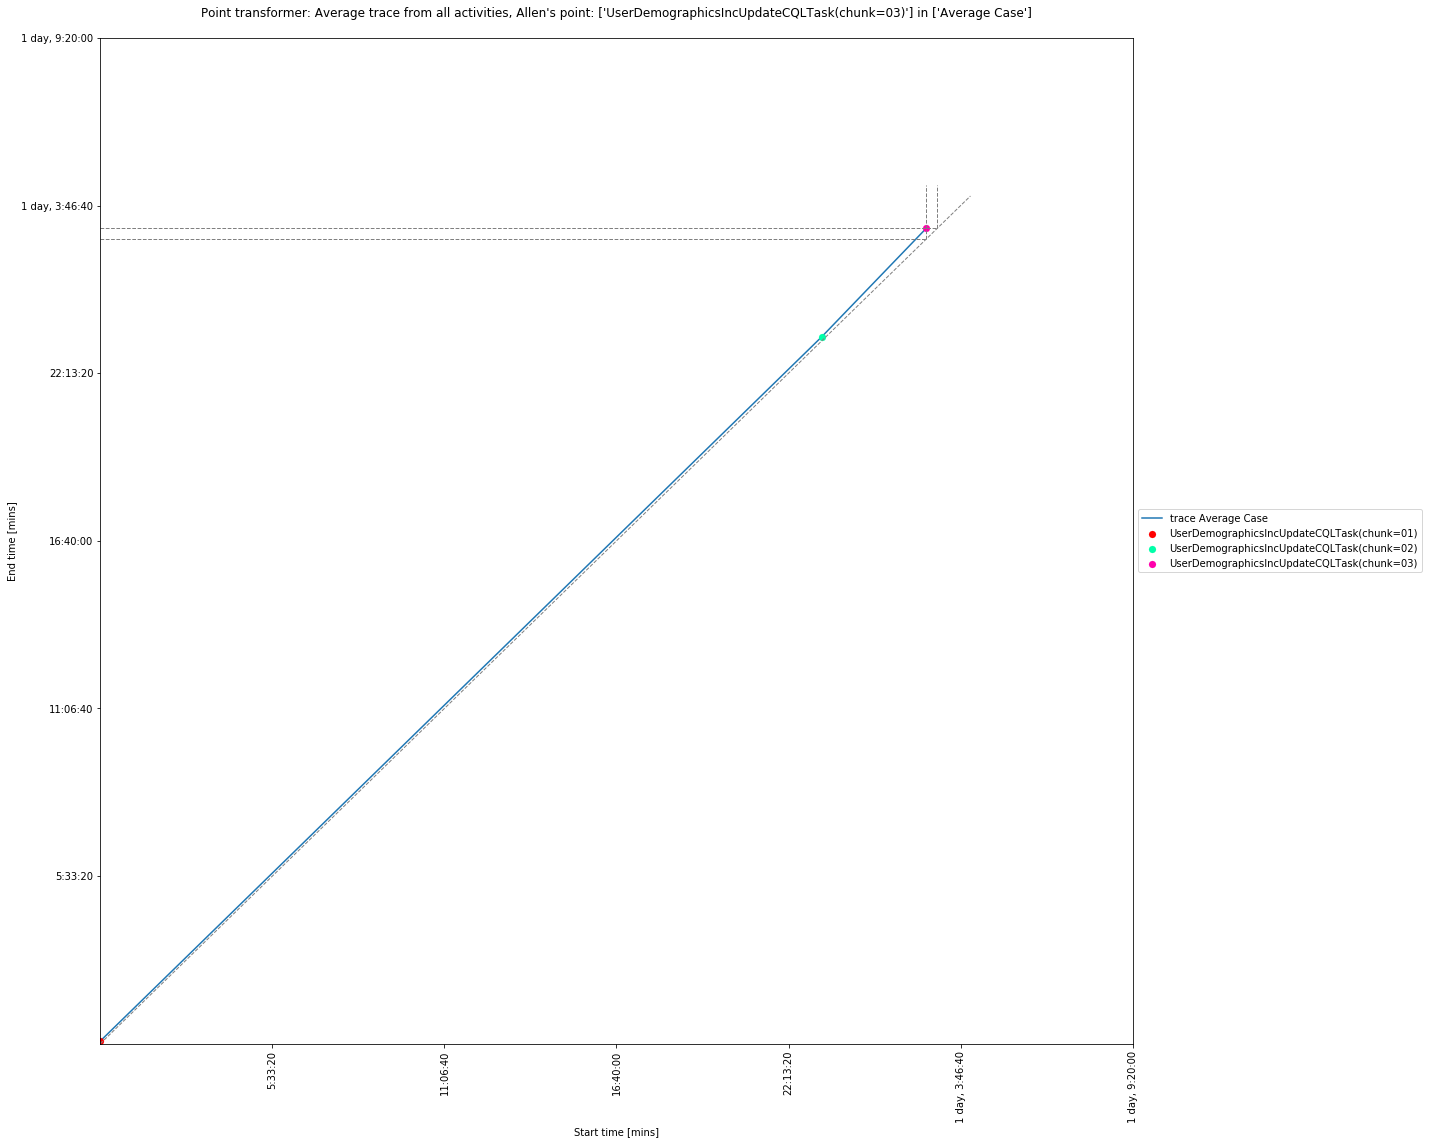 Point transformer: Average trace from all activities, Allen's point: ['UserDemographicsIncUpdateCQLTask(chunk=03)'] in ['Average Case']
1 day, 9:20:00
1 day, 3:46:40
22:13:20
16:40:00
11:06:40
5:33:20
End time [mins]
5:33:20
11:06:40
16:40:00
22:13:20
1 day, 3:46:40
1 day, 9:20:00
Start time [mins]
trace Average Case
UserDemographicsIncUpdateCQLTask(chunk=01)
UserDemographicsIncUpdateCQLTask(chunk=02)
UserDemographicsIncUpdateCQLTask(chunk=03)